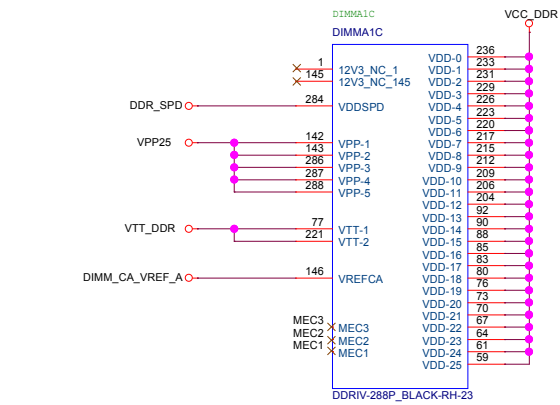 DIMMA1C
VCC_DDR
DIMMA1C
1 12V3_NC_1
145 12V3_NC_145
DDR_SPD 284 VDDSPD
VPP25 142 VPP-1
143 VPP-2
286 VPP-3
287 VPP-4
288 VPP-5
VTT_DDR 77 VTT-1
221 VTT-2
DIMM_CA_VREF_A 146 VREFCA
MEC3 MEC3
MEC2 MEC2
MEC1 MEC1
VDD-0 236
VDD-1 233
VDD-2 231
VDD-3 229
VDD-4 226
VDD-5 223
VDD-6 220
VDD-7 217
VDD-8 215
VDD-9 212
VDD-10 209
VDD-11 206
VDD-12 204
VDD-13 92
VDD-14 90
VDD-15 88
VDD-16 85
VDD-17 83
VDD-18 80
VDD-19 76
VDD-20 73
VDD-21 70
VDD-22 67
VDD-23 64
VDD-24 61
VDD-25 59
DDRIV-288P_BLACK-RH-23